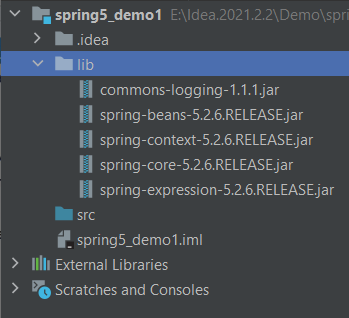 spring5_demo1 E:\Idea.2021.2.2\Demo\spri
.idea
lib
commons-logging-1.1.1.jar
spring-beans-5.2.6.RELEASE.jar
spring-context-5.2.6.RELEASE.jar
spring-core-5.2.6.RELEASE.jar
spring-expression-5.2.6.RELEASE.jar
src
spring5_demo1.iml
External Libraries
Scratches and Consoles